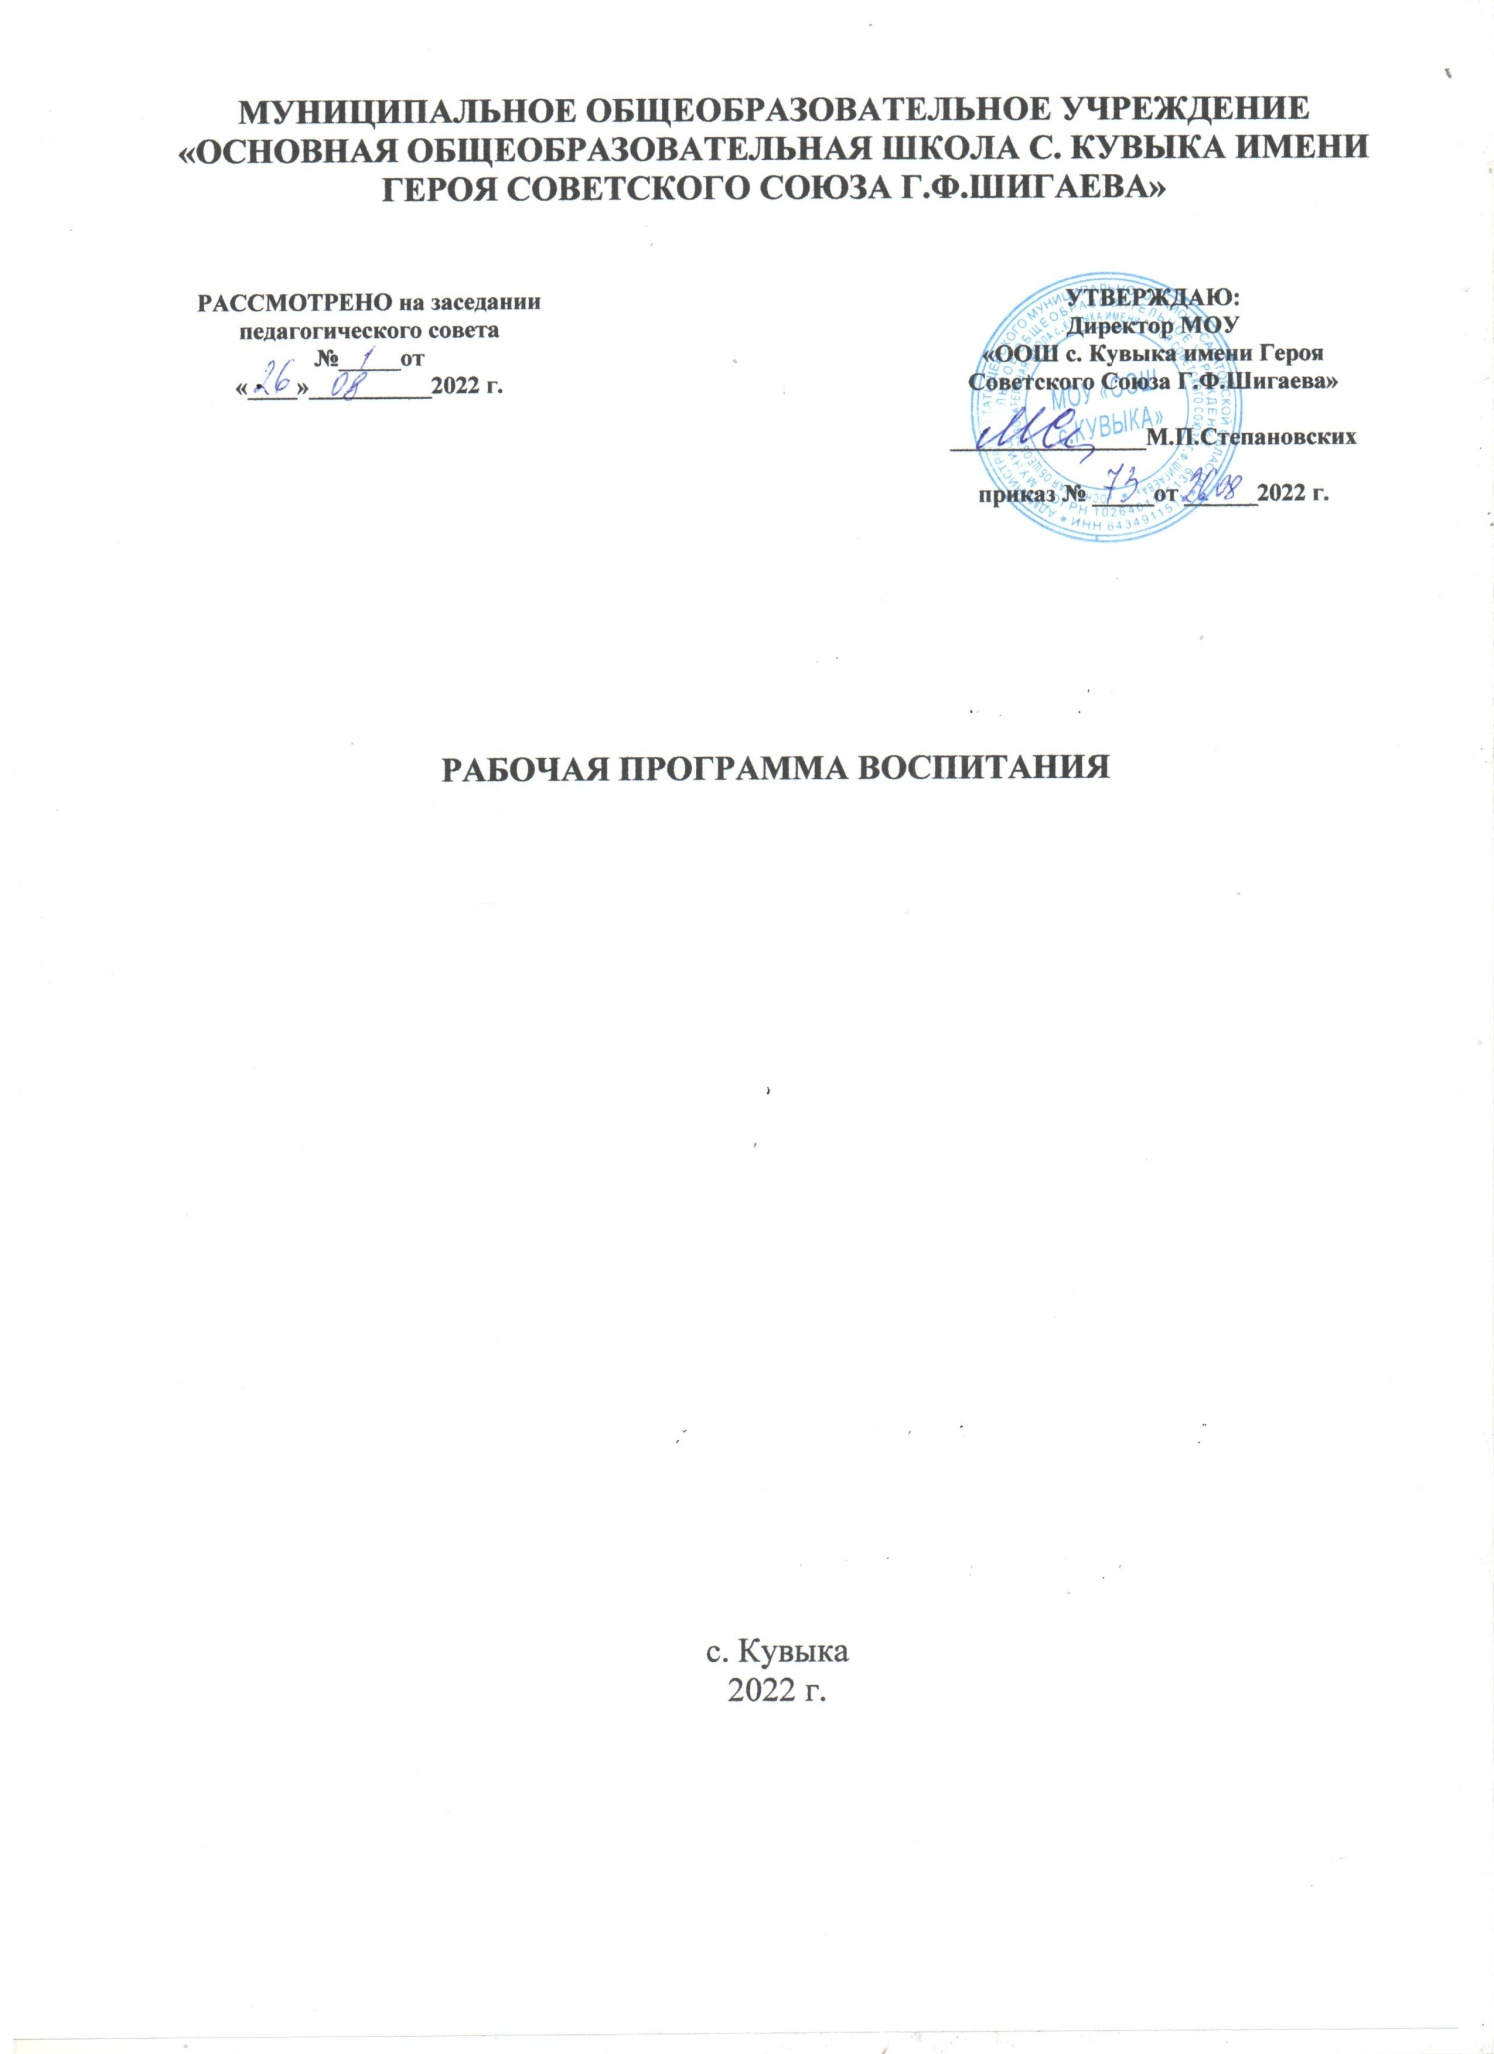 МУНИЦИПАЛЬНОЕ ОБЩЕОБРАЗОВАТЕЛЬНОЕ УЧРЕЖДЕНИЕ
«ОСНОВНАЯ ОБЩЕОБРАЗОВАТЕЛЬНАЯ ШКОЛА С. КУВЫКА ИМЕНИ
ГЕРОЯ СОВЕТСКОГО СОЮЗА Г.Ф.ШИГАЕВА»
РАССМОТРЕНО на заседании
педагогического совета
№ 1 от
«26» 08 2022 г.
УТВЕРЖДАЮ:
Директор МОУ
«ООШ с. Кувыка имени Героя
Советского Союза Г.Ф.Шигаева»
М.П.Степановских
приказ № 73 от 26.08 2022 г.
МОУ «ООШ
с.КУВЫКА»
РАБОЧАЯ ПРОГРАММА ВОСПИТАНИЯ
с. Кувыка
2022 г.